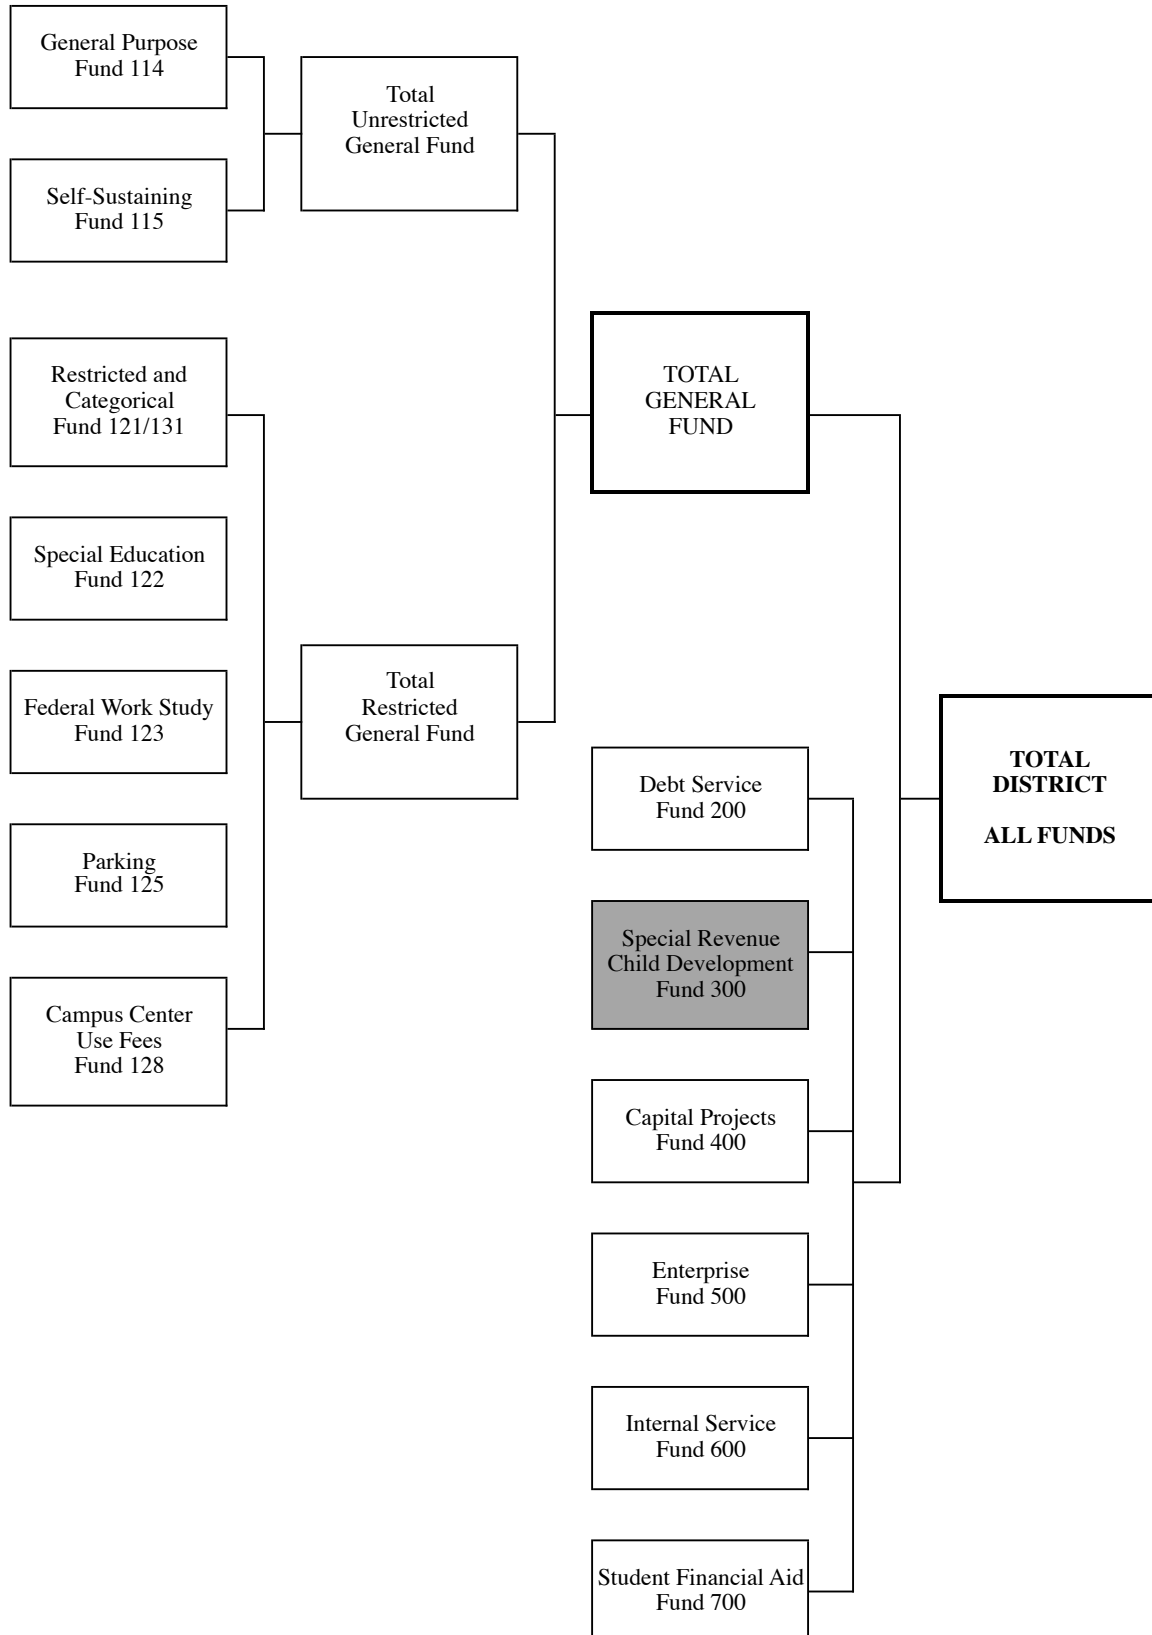 General Purpose
Fund 114
Self-Sustaining
Fund 115
Restricted and
Categorical
Fund 121/131
Special Education
Fund 122
Federal Work Study
Fund 123
Parking
Fund 125
Campus Center
Use Fees
Fund 128
Total
Unrestricted
General Fund
Total
Restricted
General Fund
TOTAL
GENERAL
FUND
Debt Service
Fund 200
Special Revenue
Child Development
Fund 300
Capital Projects
Fund 400
Enterprise
Fund 500
Internal Service
Fund 600
Student Financial Aid
Fund 700
TOTAL
DISTRICT
ALL FUNDS